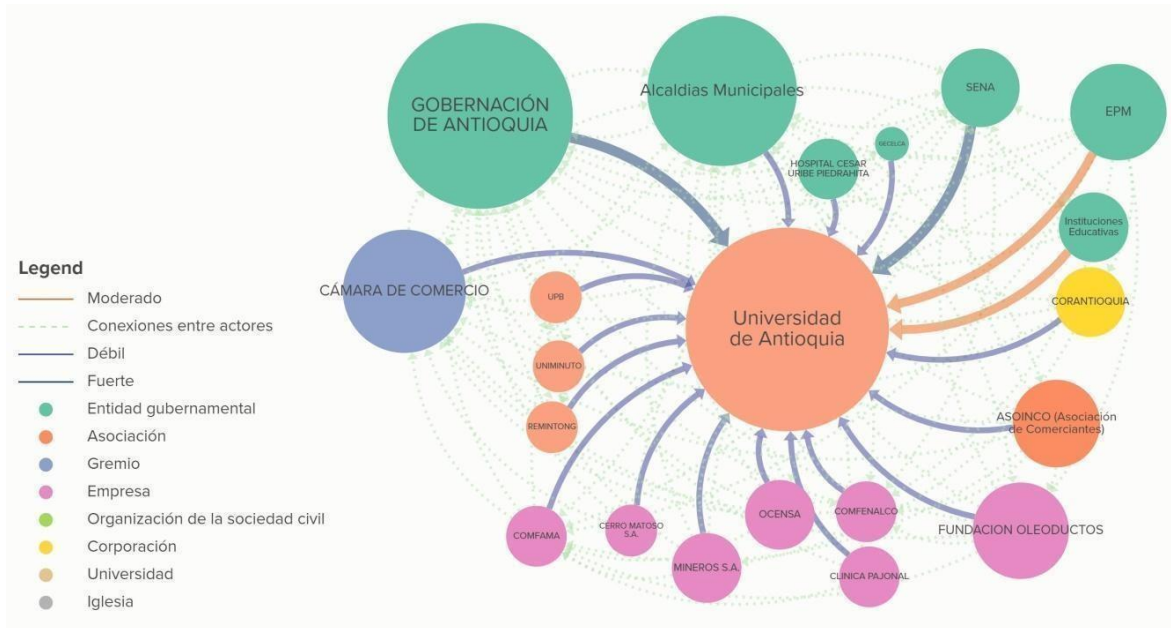 GOBERNACIÓN
DE ANTIOQUIA
Alcaldias Municipales
SENA
EPM
HOSPITAL CESAR
URIBE PIEDRAHITA
GECELCA
Instituciones
Educativas
CÁMARA DE COMERCIO
UPB
UNIMINUTO
REMINTONG
Universidad
de Antioquia
CORANTIOQUIA
ASOINCO (Asociación
de Comerciantes)
COMFAMA
CERRO MATOSO
S.A.
MINEROS S.A.
OCENSA
COMFENALCO
CLINICA PAJONAL
FUNDACION OLEODUCTOS
Legend
Moderado
Conexiones entre actores
Débil
Fuerte
Entidad gubernamental
Asociación
Gremio
Empresa
Organización de la sociedad civil
Corporación
Universidad
Iglesia